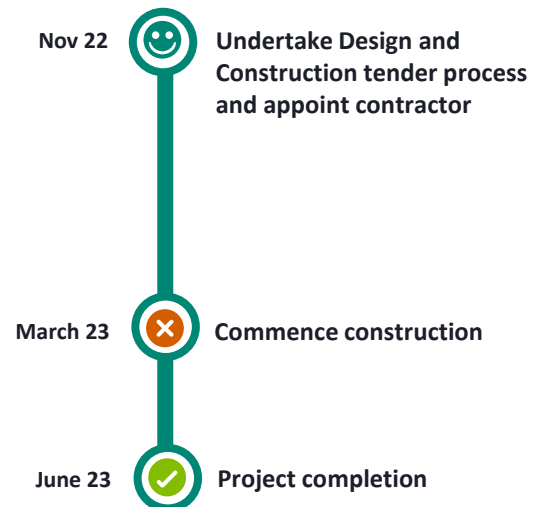 Nov 22
Undertake Design and
Construction tender process
and appoint contractor
March 23
Commence construction
June 23
Project completion